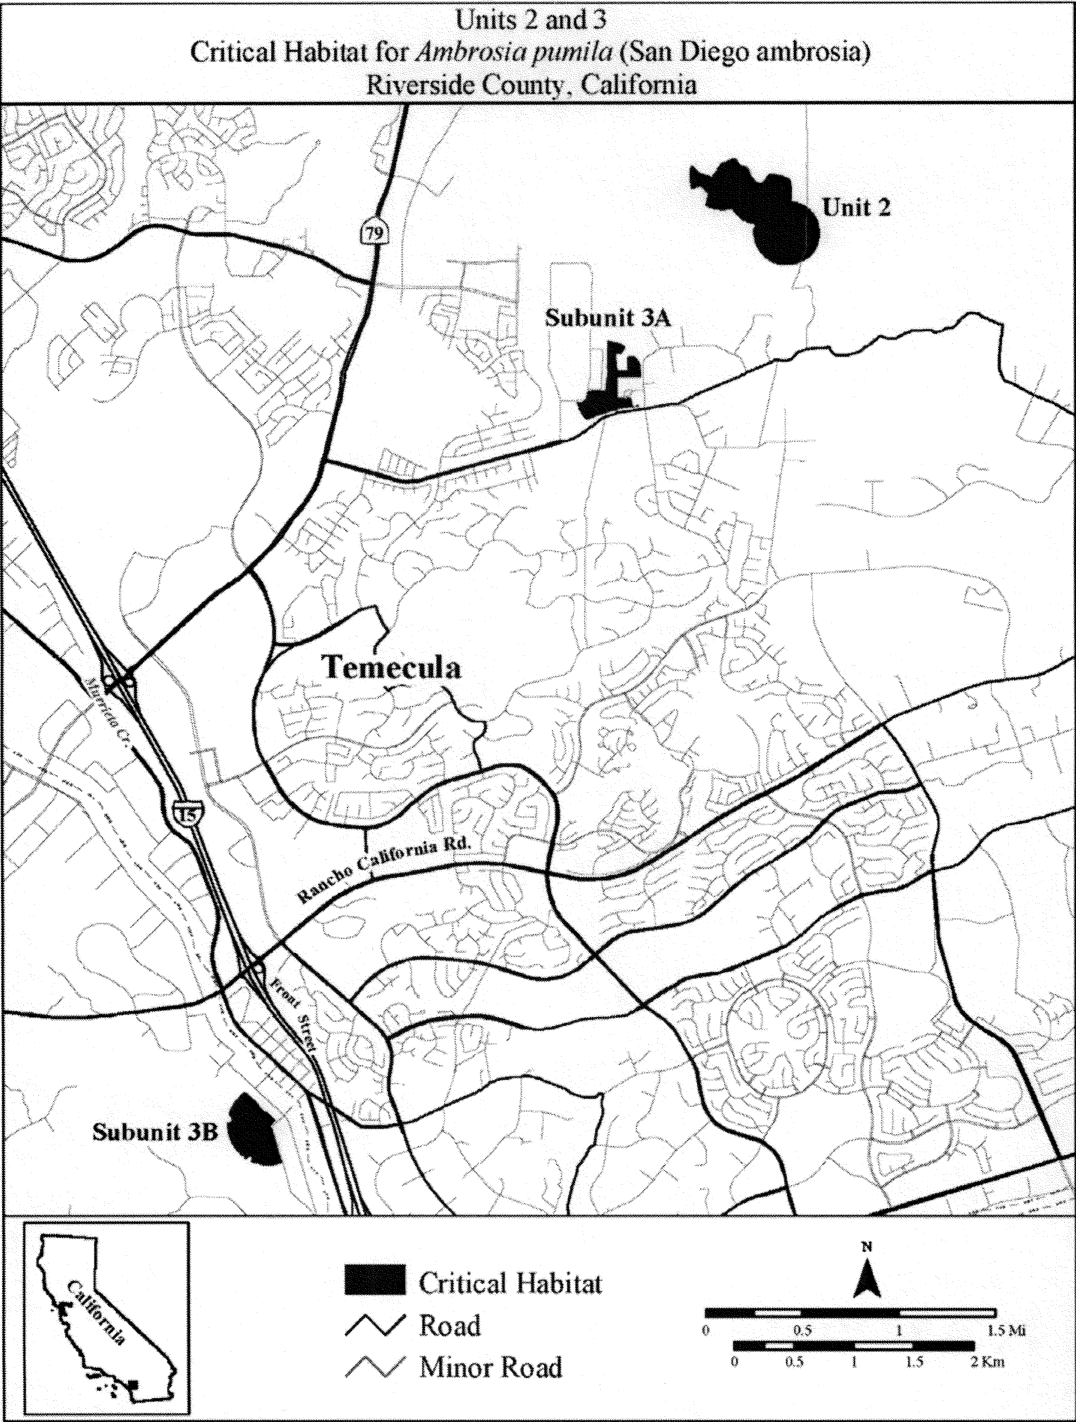 Units 2 and 3
Critical Habitat for Ambrosia pumila (San Diego ambrosia)
Riverside County, California
Unit 2
79
Subunit 3A
Temecula
Murrieta Cr.
15
Rancho California Rd.
Front Street
Subunit 3B
California
Critical Habitat
Road
Minor Road
N
0 0.5 1 1.5 Mi
0 0.5 1 1.5 2 Km